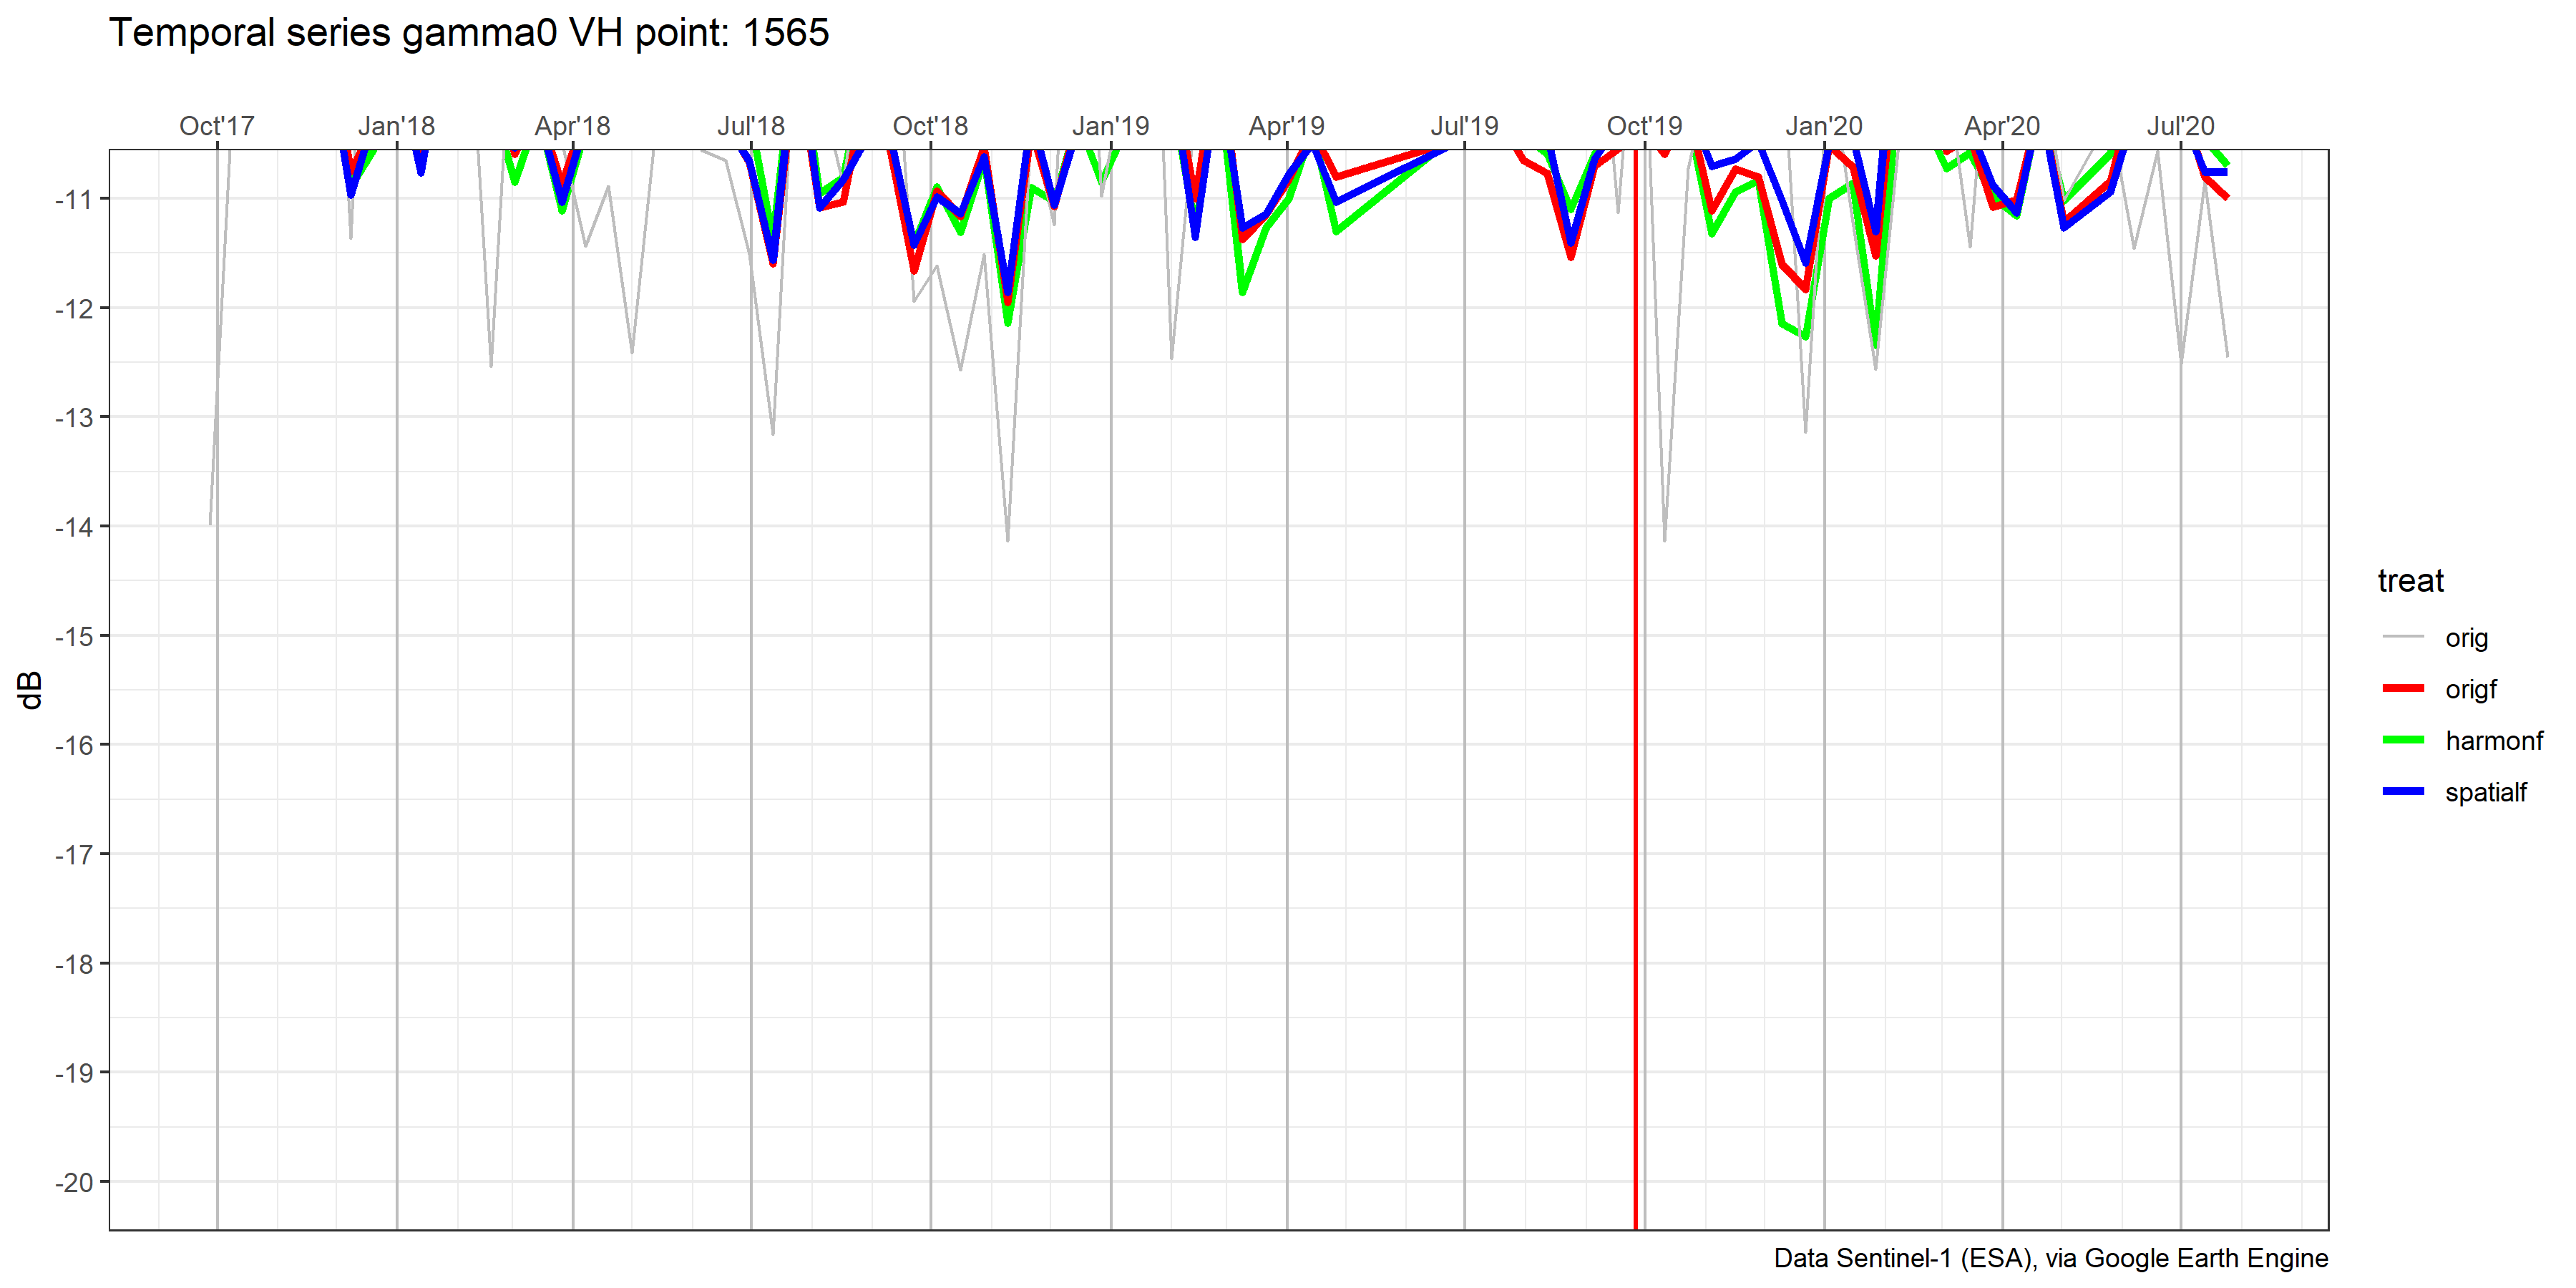 Temporal series gamma0 VH point: 1565
Oct'17 Jan'18 Apr'18 Jul'18 Oct'18 Jan'19 Apr'19 Jul'19 Oct'19 Jan'20 Apr'20 Jul'20
-11
-12
-13
-14
-15
-16
-17
-18
-19
-20
dB
treat
orig
origf
harmonf
spatialf
Data Sentinel-1 (ESA), via Google Earth Engine